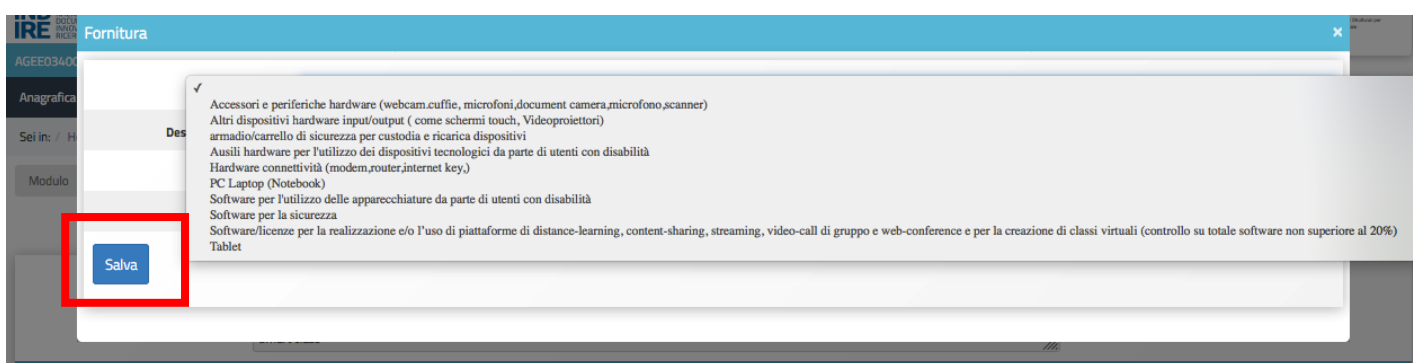 IRE
Fornitura
×
AGEE03400
Anagrafica
✓
Accessori e periferiche hardware (webcam.cuffie, microfoni,document camera,microfono,scanner)
Altri dispositivi hardware input/output ( come schermi touch, Videoproiettori)
Sei in: / H
Des
armadio/carrello di sicurezza per custodia e ricarica dispositivi
Ausili hardware per l'utilizzo dei dispositivi tecnologici da parte di utenti con disabilità
Hardware connettività (modem,router,internet key,)
Modulo
PC Laptop (Notebook)
Software per l'utilizzo delle apparecchiature da parte di utenti con disabilità
Software per la sicurezza
Software/licenze per la realizzazione e/o l’uso di piattaforme di distance-learning, content-sharing, streaming, video-call di gruppo e web-conference e per la creazione di classi virtuali (controllo su totale software non superiore al 20%)
Tablet
Salva